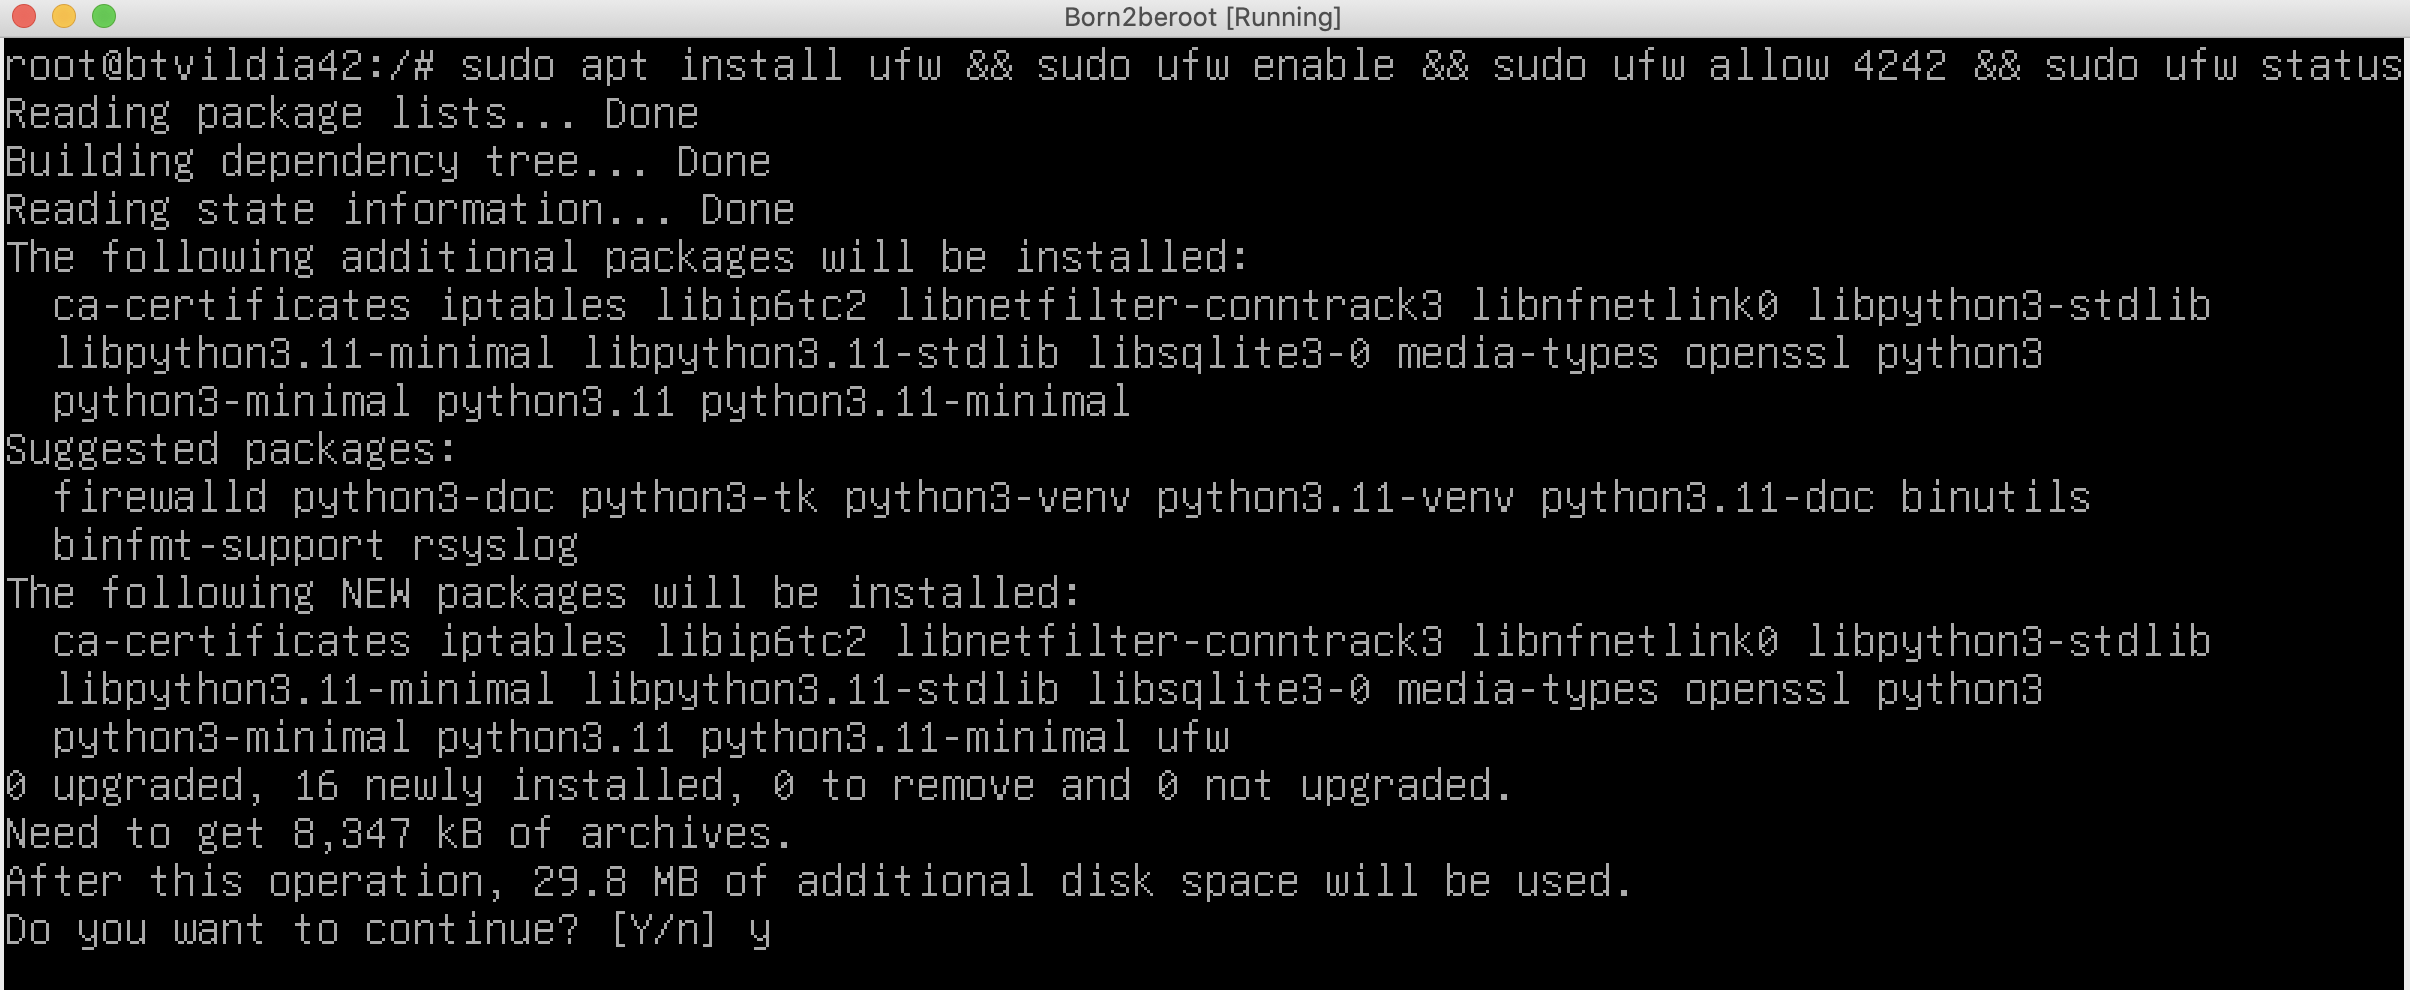 Born2beroot [Running]
root@btvildia42:/# sudo apt install ufw && sudo ufw enable && sudo ufw allow 4242 && sudo ufw status
Reading package lists... Done
Building dependency tree... Done
Reading state information... Done
The following additional packages will be installed:
  ca-certificates iptables libip6tc2 libnetfilter-conntrack3 libnfnetlink0 libpython3-stdlib
  libpython3.11-minimal libpython3.11-stdlib libsqlite3-0 media-types openssl python3
  python3-minimal python3.11 python3.11-minimal
Suggested packages:
  firewalld python3-doc python3-tk python3-venv python3.11-venv python3.11-doc binutils
  binfmt-support rsyslog
The following NEW packages will be installed:
  ca-certificates iptables libip6tc2 libnetfilter-conntrack3 libnfnetlink0 libpython3-stdlib
  libpython3.11-minimal libpython3.11-stdlib libsqlite3-0 media-types openssl python3
  python3-minimal python3.11 python3.11-minimal ufw
0 upgraded, 16 newly installed, 0 to remove and 0 not upgraded.
Need to get 8,347 kB of archives.
After this operation, 29.8 MB of additional disk space will be used.
Do you want to continue? [Y/n] y